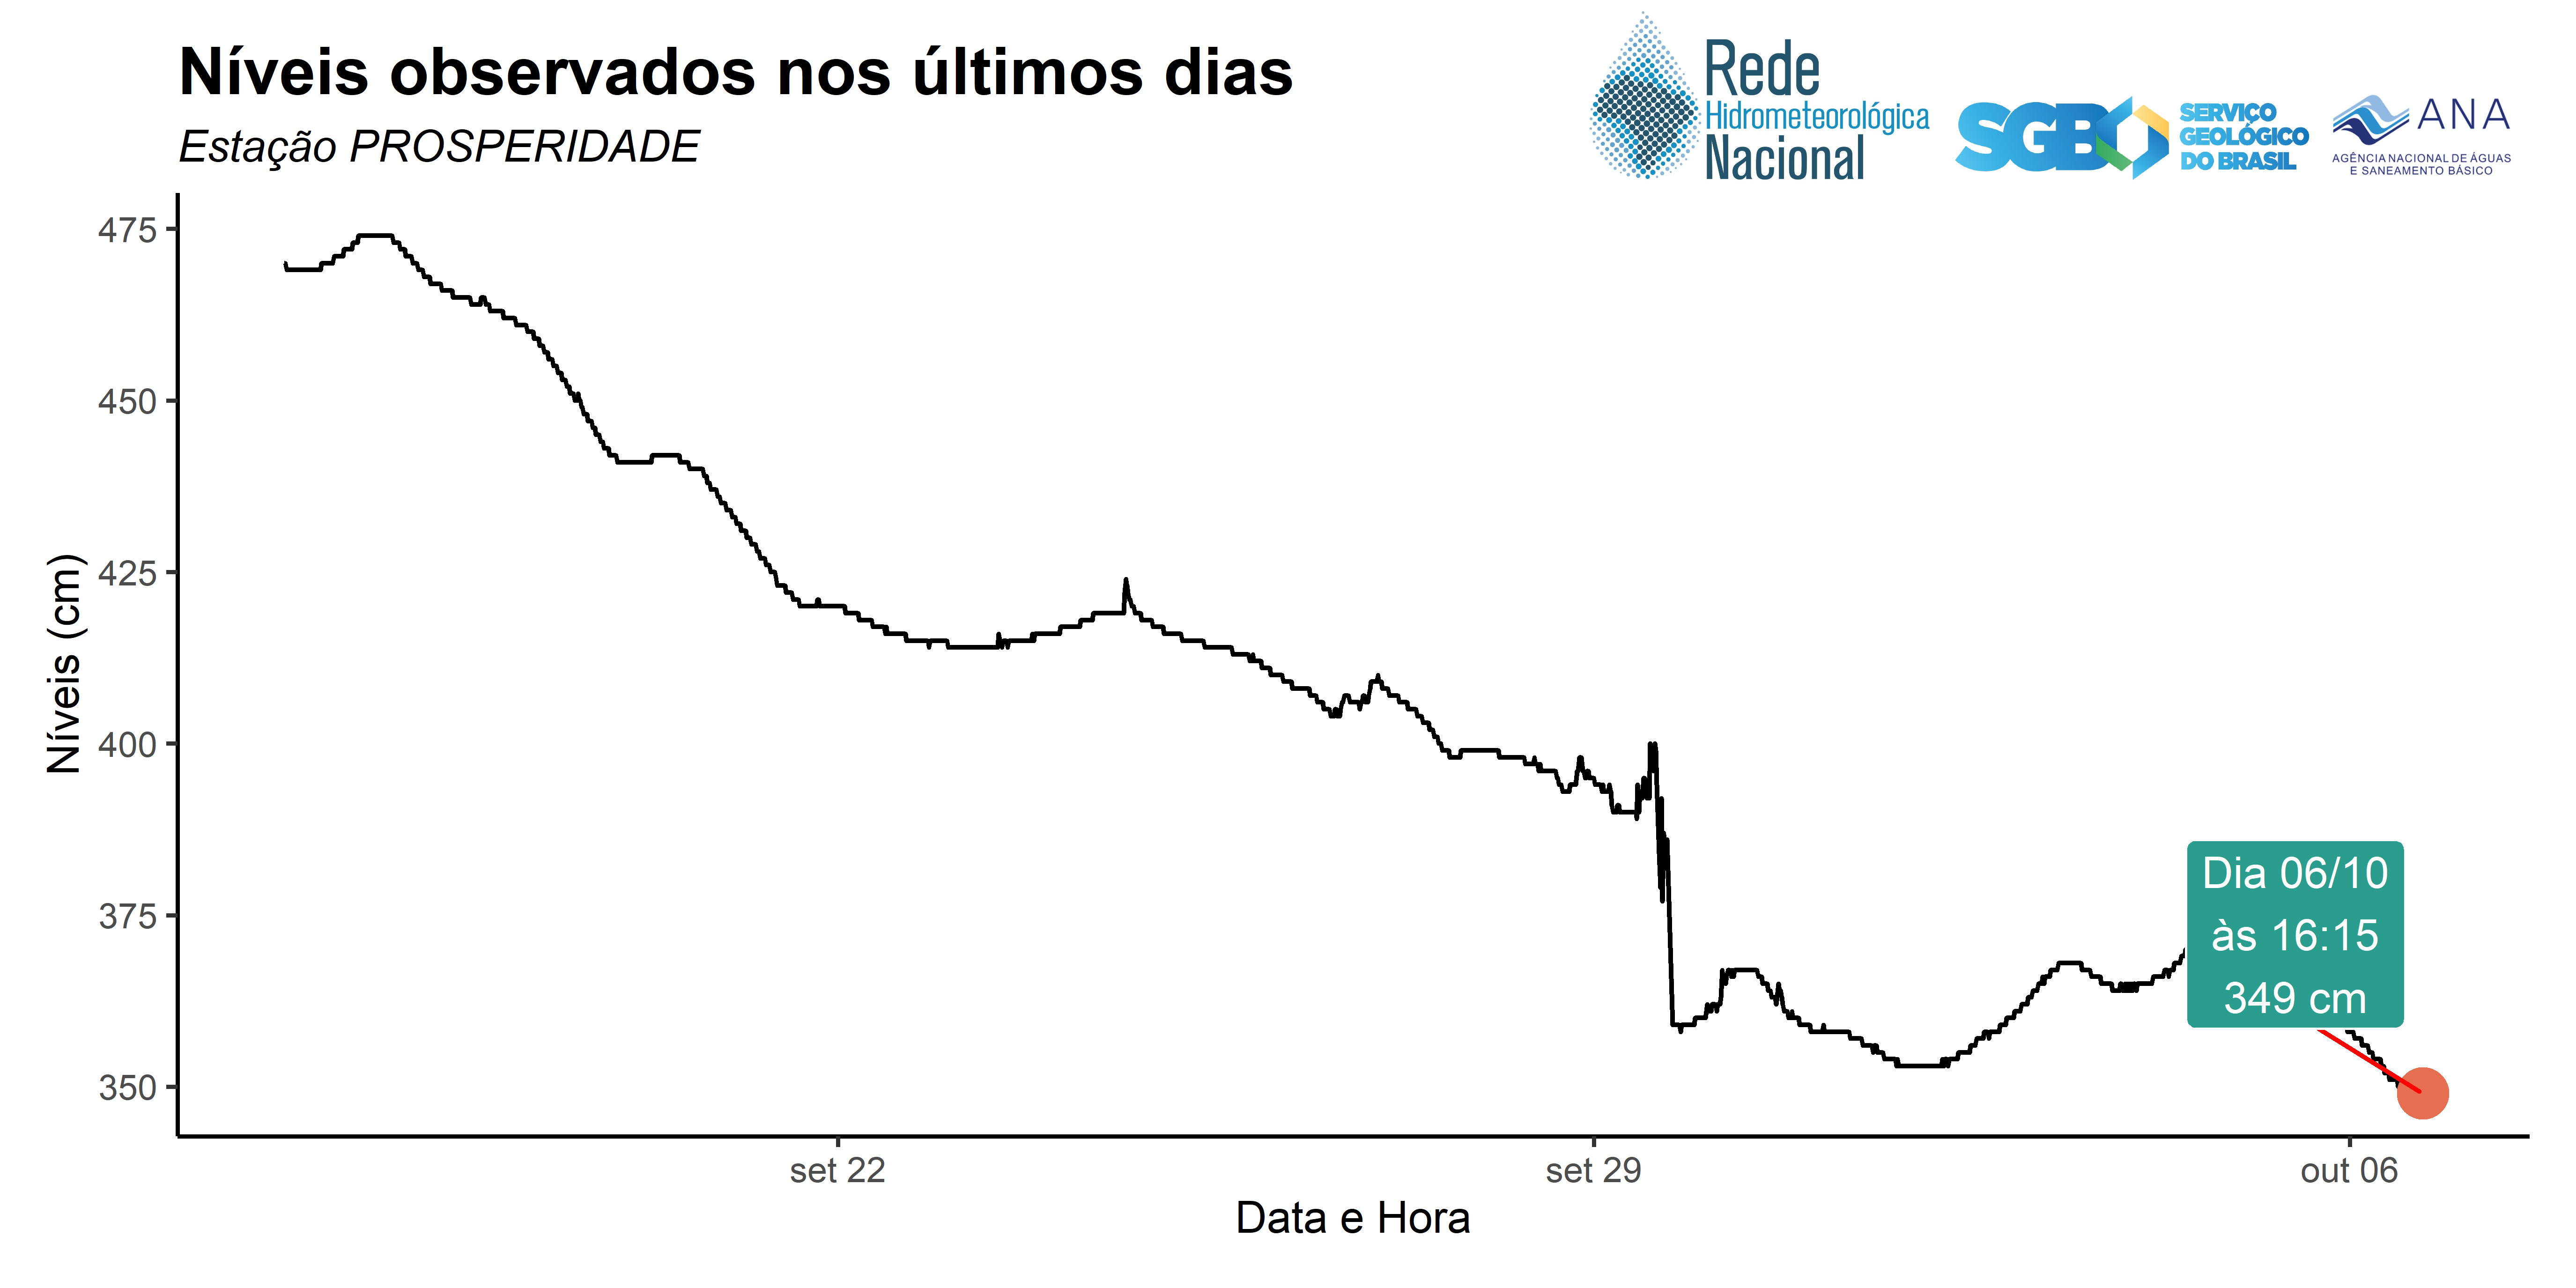 Níveis observados nos últimos dias
Estação PROSPERIDADE
Rede
Hidrometeorológica
Nacional
SGB
SERVIÇO
GEOLÓGICO
DO BRASIL
ANA
AGÊNCIA NACIONAL DE ÁGUAS
E SANEAMENTO BÁSICO
Níveis (cm)
475
450
425
400
375
350
Dia 06/10
às 16:15
349 cm
set 22
set 29
out 06
Data e Hora